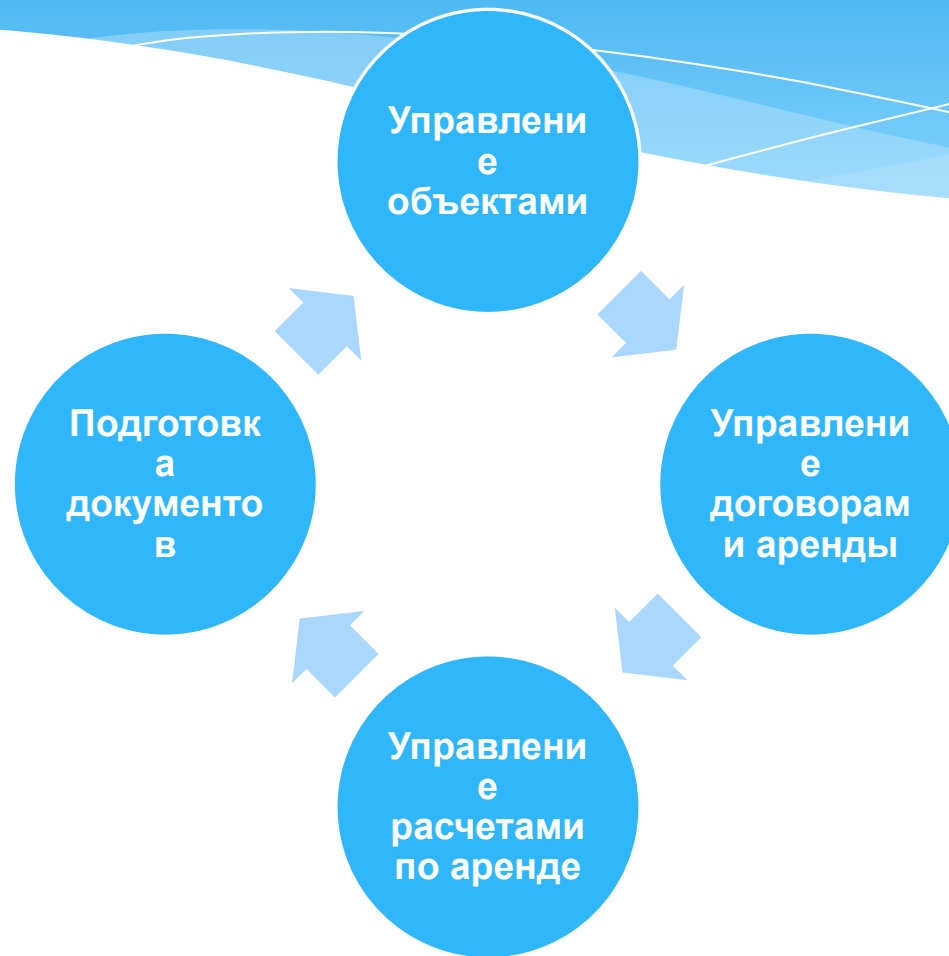 Управлени
е
объектами
Подготовк
а
документо
в
Управлени
е
договорам
и аренды
Управлени
е
расчетами
по аренде